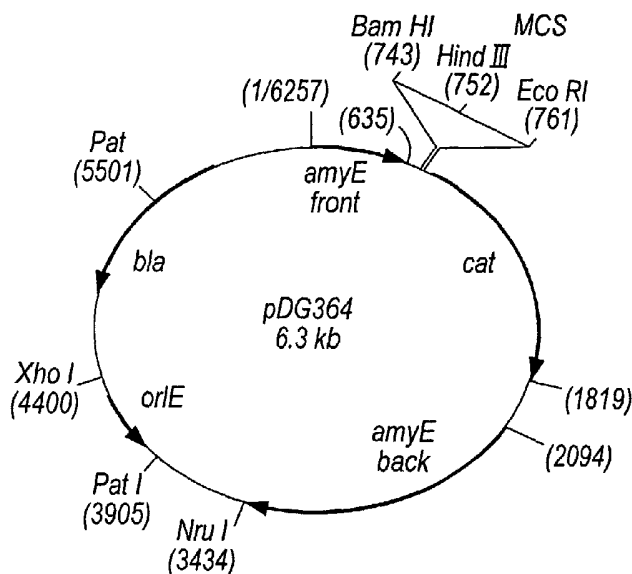 Bam HI
(743)
MCS
Hind III
(752)
Eco RI
(761)
(1/6257)
(635)
Pat
(5501)
amyE
front
bla
cat
pDG364
6.3 kb
Xho I
(4400)
orlE
(1819)
amyE
back
(2094)
Pat I
(3905)
Nru I
(3434)